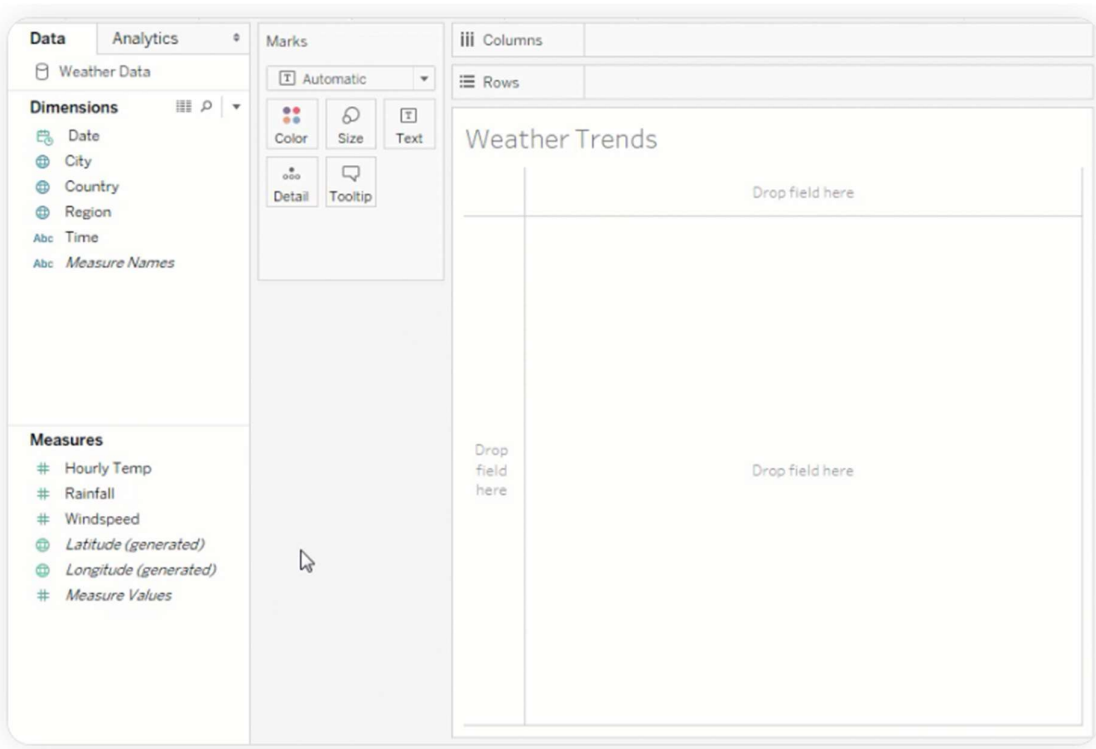 Data
Analytics
Weather Data
Dimensions
Date
City
Country
Region
Abc Time
Abc Measure Names
Measures
Hourly Temp
Rainfall
Windspeed
Latitude (generated)
Longitude (generated)
Measure Values
Marks
T Automatic
Color
Size
T
Text
Detail
Tooltip
Columns
Rows
Weather Trends
Drop field here
Drop
field
here
Drop field here